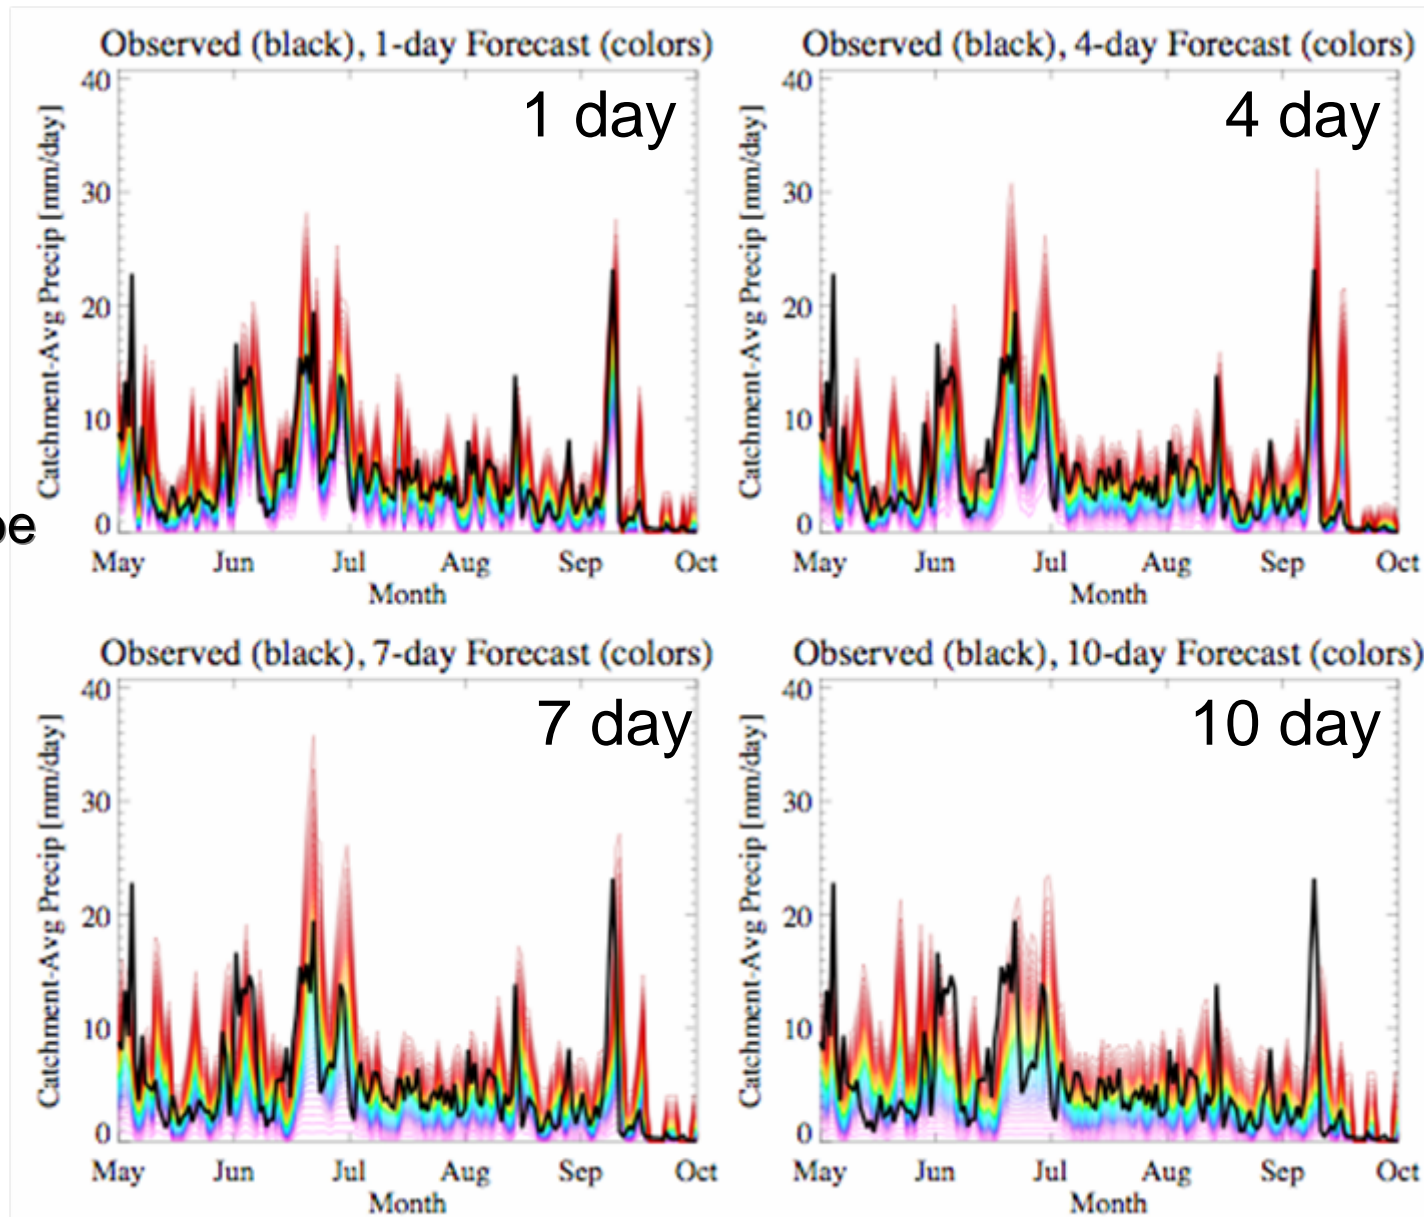 Observed (black), 1-day Forecast (colors)
1 day
Catchment-Avg Precip [mm/day]
40
30
20
10
0
May Jun Jul Aug Sep Oct
Month
Observed (black), 4-day Forecast (colors)
4 day
Catchment-Avg Precip [mm/day]
40
30
20
10
0
May Jun Jul Aug Sep Oct
Month
pe
Observed (black), 7-day Forecast (colors)
7 day
Catchment-Avg Precip [mm/day]
40
30
20
10
0
May Jun Jul Aug Sep Oct
Month
Observed (black), 10-day Forecast (colors)
10 day
Catchment-Avg Precip [mm/day]
40
30
20
10
0
May Jun Jul Aug Sep Oct
Month